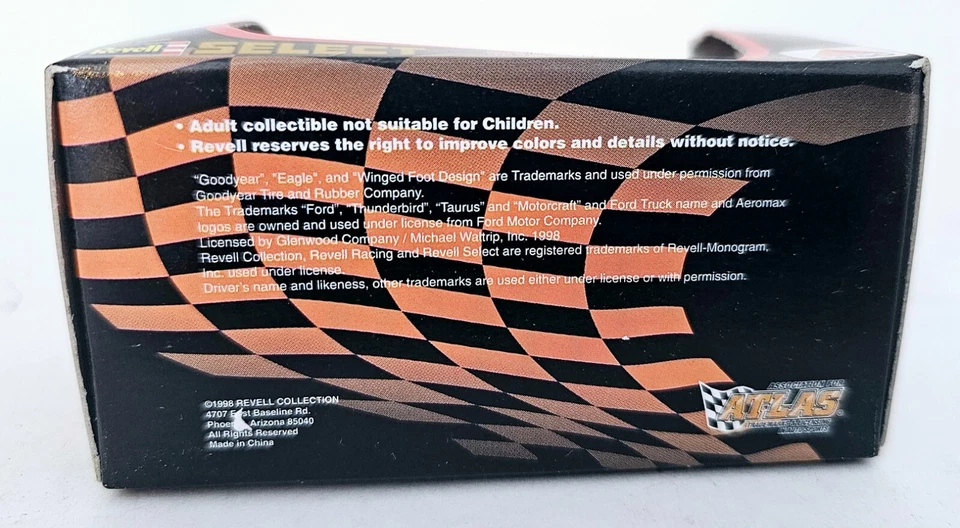 Revell SELECT
• Adult collectible not suitable for Children.
• Revell reserves the right to improve colors and details without notice.
“Goodyear”, “Eagle”, and “Winged Foot Design” are Trademarks and used under permission from
Goodyear Tire and Rubber Company.
The Trademarks “Ford”, “Thunderbird”, “Taurus” and “Motorcraft” and Ford Truck name and Aeromax
logos are owned and used under license from Ford Motor Company.
Licensed by Glenwood Company / Michael Waltrip, Inc. 1998
Revell Collection, Revell Racing and Revell Select are registered trademarks of Revell-Monogram,
Inc. used under license.
Driver's name and likeness, other trademarks are used either under license or with permission.
©1998 REVELL COLLECTION
4707 East Baseline Rd.
Phoenix, Arizona 85040
All Rights Reserved
Made in China
ASSOCIATION FOR
ATLAS